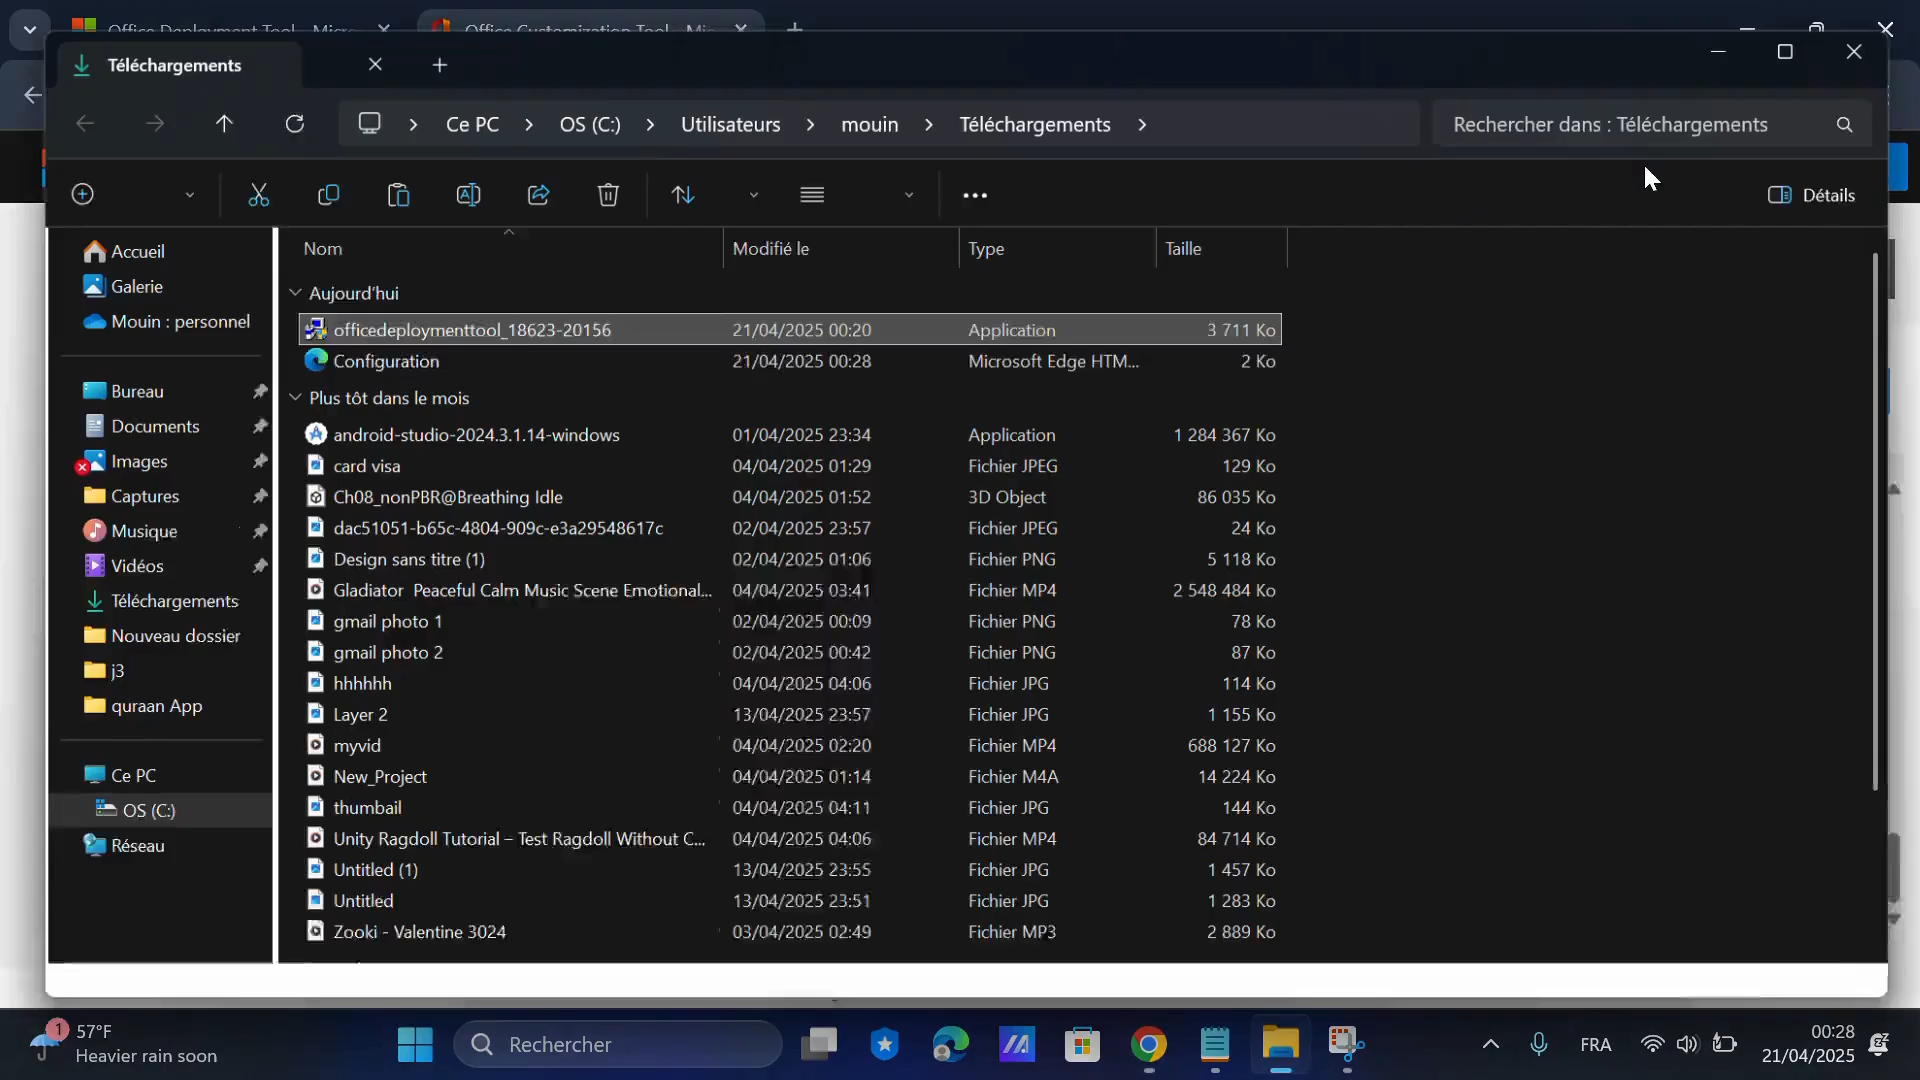 Office Deployment Tool - Micr
Office Customization Tool - Mi
Téléchargements
Ce PC
OS (C:)
Utilisateurs
mouin
Téléchargements
Rechercher dans : Téléchargements
Détails
Accueil
Galerie
Mouin : personnel
Bureau
Documents
Images
Captures
Musique
Vidéos
Téléchargements
Nouveau dossier
j3
quraan App
Ce PC
OS (C:)
Réseau
Nom Modifié le Type Taille
Aujourd'hui
officedeploymenttool_18623-20156 21/04/2025 00:20 Application 3 711 Ko
Configuration 21/04/2025 00:28 Microsoft Edge HTM... 2 Ko
Plus tôt dans le mois
android-studio-2024.3.1.14-windows 01/04/2025 23:34 Application 1 284 367 Ko
card visa 04/04/2025 01:29 Fichier JPEG 129 Ko
Ch08_nonPBR@Breathing Idle 04/04/2025 01:52 3D Object 86 035 Ko
dac51051-b65c-4804-909c-e3a29548617c 02/04/2025 23:57 Fichier JPEG 24 Ko
Design sans titre (1) 02/04/2025 01:06 Fichier PNG 5 118 Ko
Gladiator Peaceful Calm Music Scene Emotional... 04/04/2025 03:41 Fichier MP4 2 548 484 Ko
gmail photo 1 02/04/2025 00:09 Fichier PNG 78 Ko
gmail photo 2 02/04/2025 00:42 Fichier PNG 87 Ko
hhhhhh 04/04/2025 04:06 Fichier JPG 114 Ko
Layer 2 13/04/2025 23:57 Fichier JPG 1 155 Ko
myvid 04/04/2025 02:20 Fichier MP4 688 127 Ko
New_Project 04/04/2025 01:14 Fichier M4A 14 224 Ko
thumbail 04/04/2025 04:11 Fichier JPG 144 Ko
Unity Ragdoll Tutorial – Test Ragdoll Without C... 04/04/2025 04:06 Fichier MP4 84 714 Ko
Untitled (1) 13/04/2025 23:55 Fichier JPG 1 457 Ko
Untitled 13/04/2025 23:51 Fichier JPG 1 283 Ko
Zooki - Valentine 3024 03/04/2025 02:49 Fichier MP3 2 889 Ko
1
57°F
Heavier rain soon
Rechercher
FRA
00:28
21/04/2025